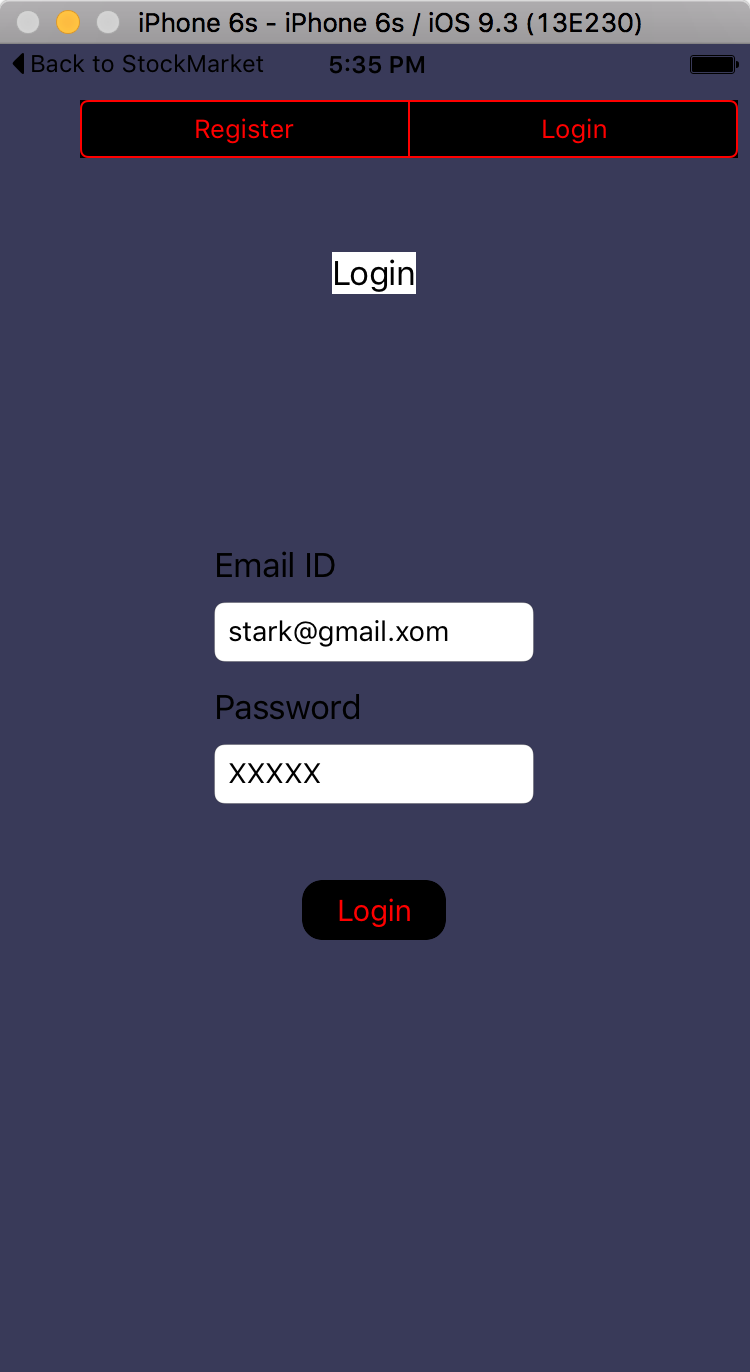 iPhone 6s - iPhone 6s / iOS 9.3 (13E230)
Back to StockMarket 5:35 PM
Register Login
Login
Email ID
stark@gmail.xom
Password
XXXXX
Login